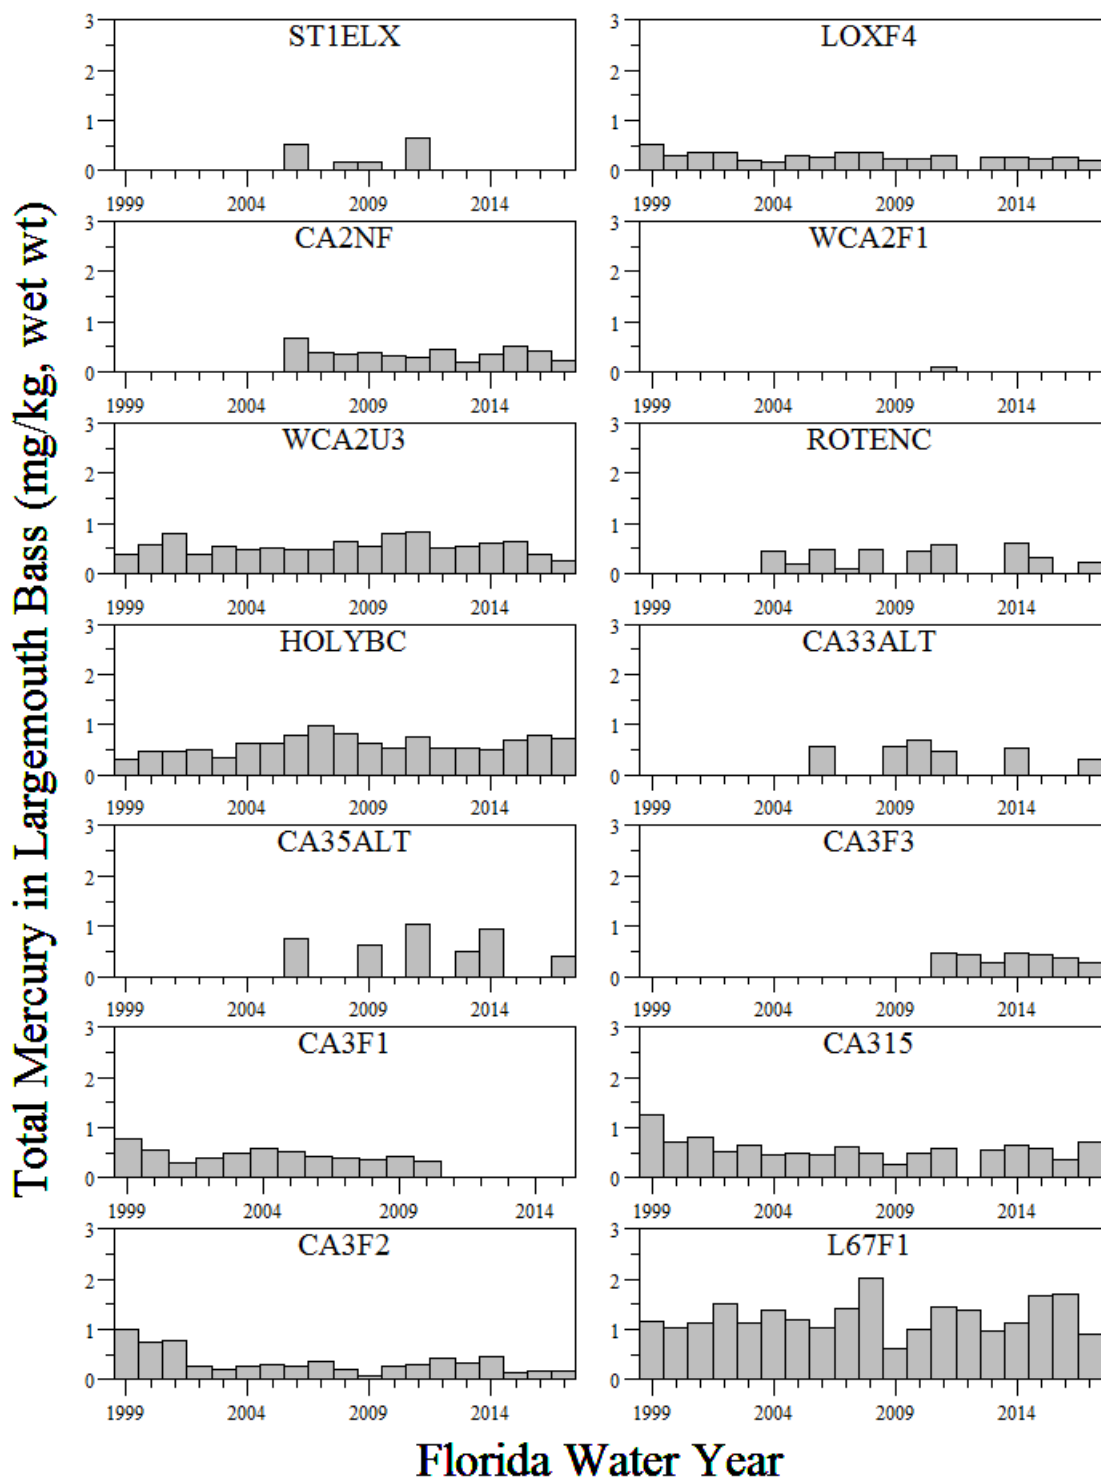 Total Mercury in Largemouth Bass (mg/kg, wet wt)
ST1ELX
3
2
1
0
1999 2004 2009 2014
LOXF4
3
2
1
0
1999 2004 2009 2014
CA2NF
3
2
1
0
1999 2004 2009 2014
WCA2F1
3
2
1
0
1999 2004 2009 2014
WCA2U3
3
2
1
0
1999 2004 2009 2014
ROTENC
3
2
1
0
1999 2004 2009 2014
HOLYBC
3
2
1
0
1999 2004 2009 2014
CA33ALT
3
2
1
0
1999 2004 2009 2014
CA35ALT
3
2
1
0
1999 2004 2009 2014
CA3F3
3
2
1
0
1999 2004 2009 2014
CA3F1
3
2
1
0
1999 2004 2009 2014
CA315
3
2
1
0
1999 2004 2009 2014
CA3F2
3
2
1
0
1999 2004 2009 2014
L67F1
3
2
1
0
1999 2004 2009 2014
Florida Water Year